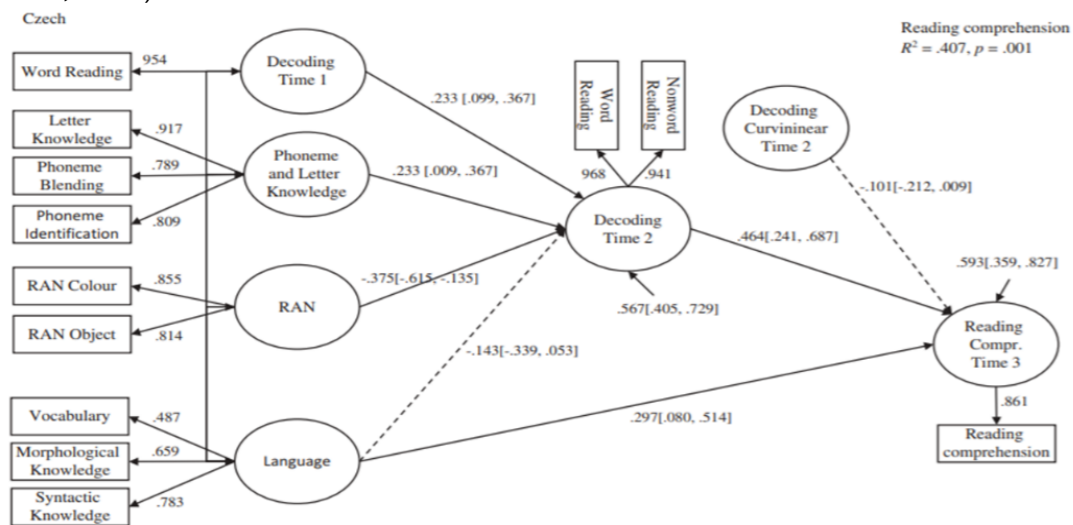 Czech
Reading comprehension
R² = .407, p = .001
Word Reading
954
Decoding
Time 1
.233 [.099, .367]
Word
Reading
Nonword
Reading
968
.941
Decoding
Curvininear
Time 2
Letter
Knowledge
.917
Phoneme
Blending
.789
Phoneme
Identification
.809
Phoneme
and Letter
Knowledge
.233 [.009, .367]
Decoding
Time 2
-.101[-.212, .009]
.464[.241, .687]
.593[.359, .827]
RAN Colour
.855
RAN Object
.814
RAN
-.375[-.615,-.135]
.567[.405, .729]
Reading
Compr.
Time 3
-.143[-.339, .053]
.861
Reading
comprehension
Vocabulary
.487
Morphological
Knowledge
.659
Syntactic
Knowledge
.783
Language
.297[.080, .514]